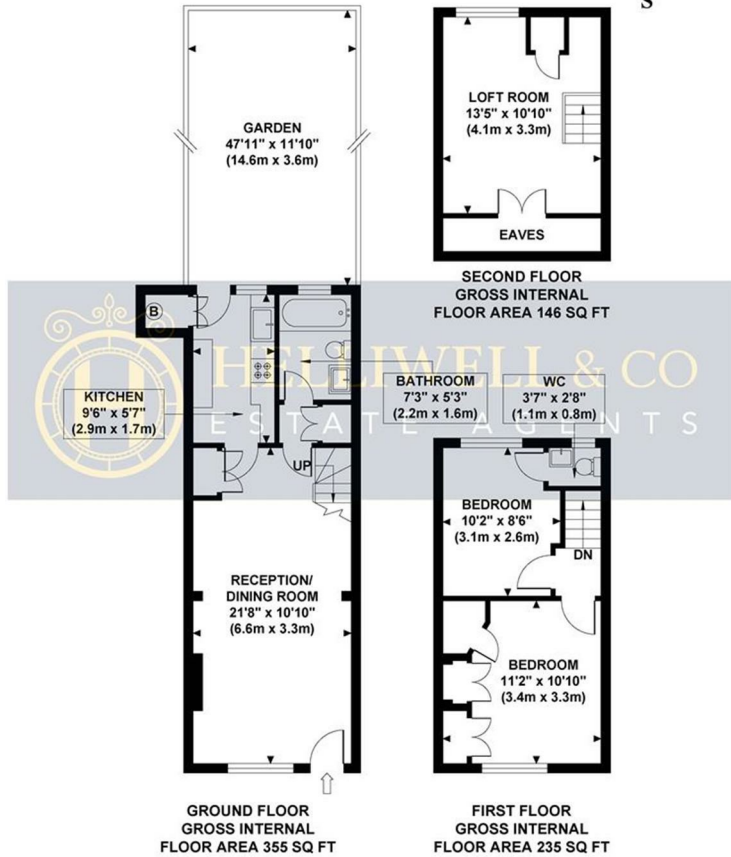 S
GARDEN
47'11" x 11'10"
(14.6m x 3.6m)
LOFT ROOM
13'5" x 10'10"
(4.1m x 3.3m)
EAVES
SECOND FLOOR
GROSS INTERNAL
FLOOR AREA 146 SQ FT
B
H
HELLIWELL & CO
ESTATE AGENTS
KITCHEN
9'6" x 5'7"
(2.9m x 1.7m)
BATHROOM
7'3" x 5'3"
(2.2m x 1.6m)
WC
3'7" x 2'8"
(1.1m x 0.8m)
UP
BEDROOM
10'2" x 8'6"
(3.1m x 2.6m)
DN
RECEPTION/
DINING ROOM
21'8" x 10'10"
(6.6m x 3.3m)
BEDROOM
11'2" x 10'10"
(3.4m x 3.3m)
GROUND FLOOR
GROSS INTERNAL
FLOOR AREA 355 SQ FT
FIRST FLOOR
GROSS INTERNAL
FLOOR AREA 235 SQ FT